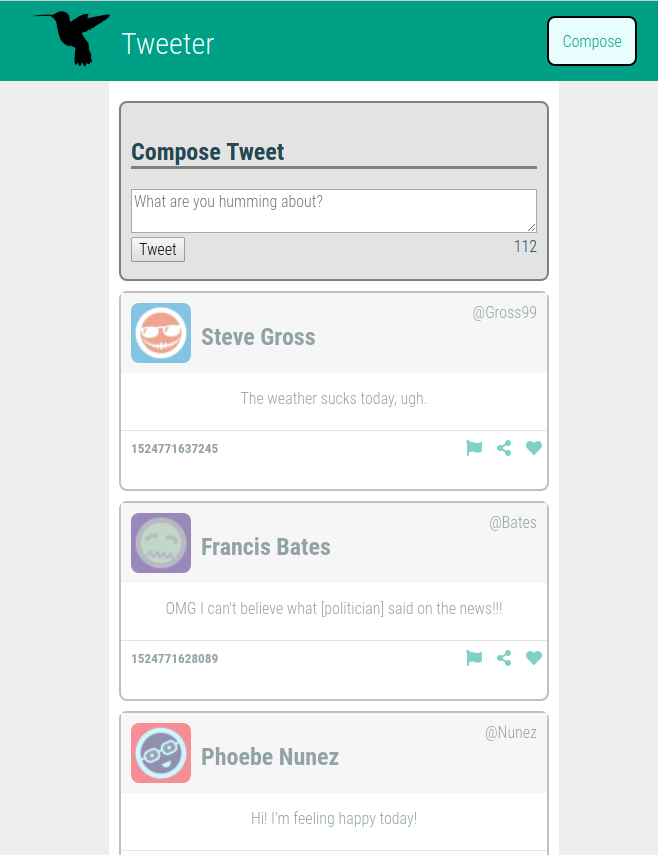 Tweeter
Compose
Compose Tweet
What are you humming about?
Tweet
112
@Gross99
Steve Gross
The weather sucks today, ugh.
1524771637245
@Bates
Francis Bates
OMG I can't believe what [politician] said on the news!!!
1524771628089
@Nunez
Phoebe Nunez
Hi! I'm feeling happy today!